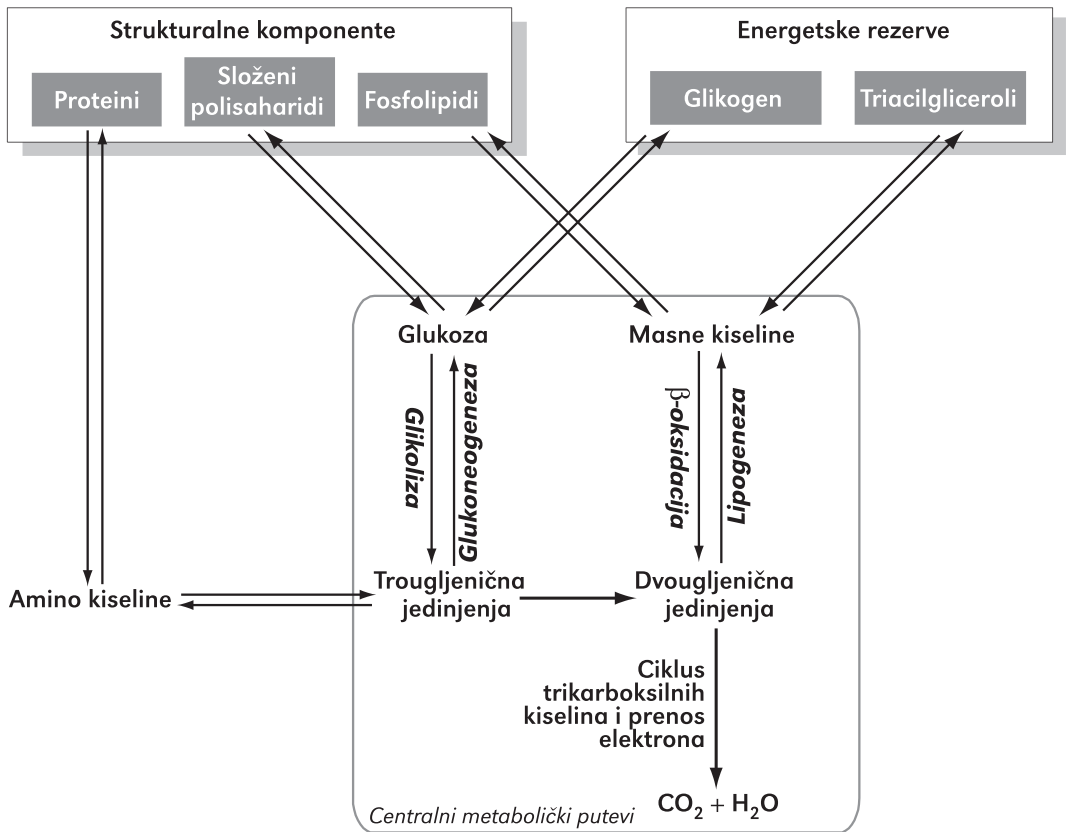 Strukturalne komponente
Energetske rezerve
Proteini
Složeni
polisaharidi
Fosfolipidi
Glikogen
Triacilgliceroli
Glukoza
Masne kiseline
Glikoliza
Glukoneogeneza
β-oksidacija
Lipogeneza
Amino kiseline
Trougljenična
jedinjenja
Dvougljenična
jedinjenja
Ciklus
trikarboksilnih
kiselina i prenos
elektrona
CO₂ + H₂O
Centralni metabolički putevi